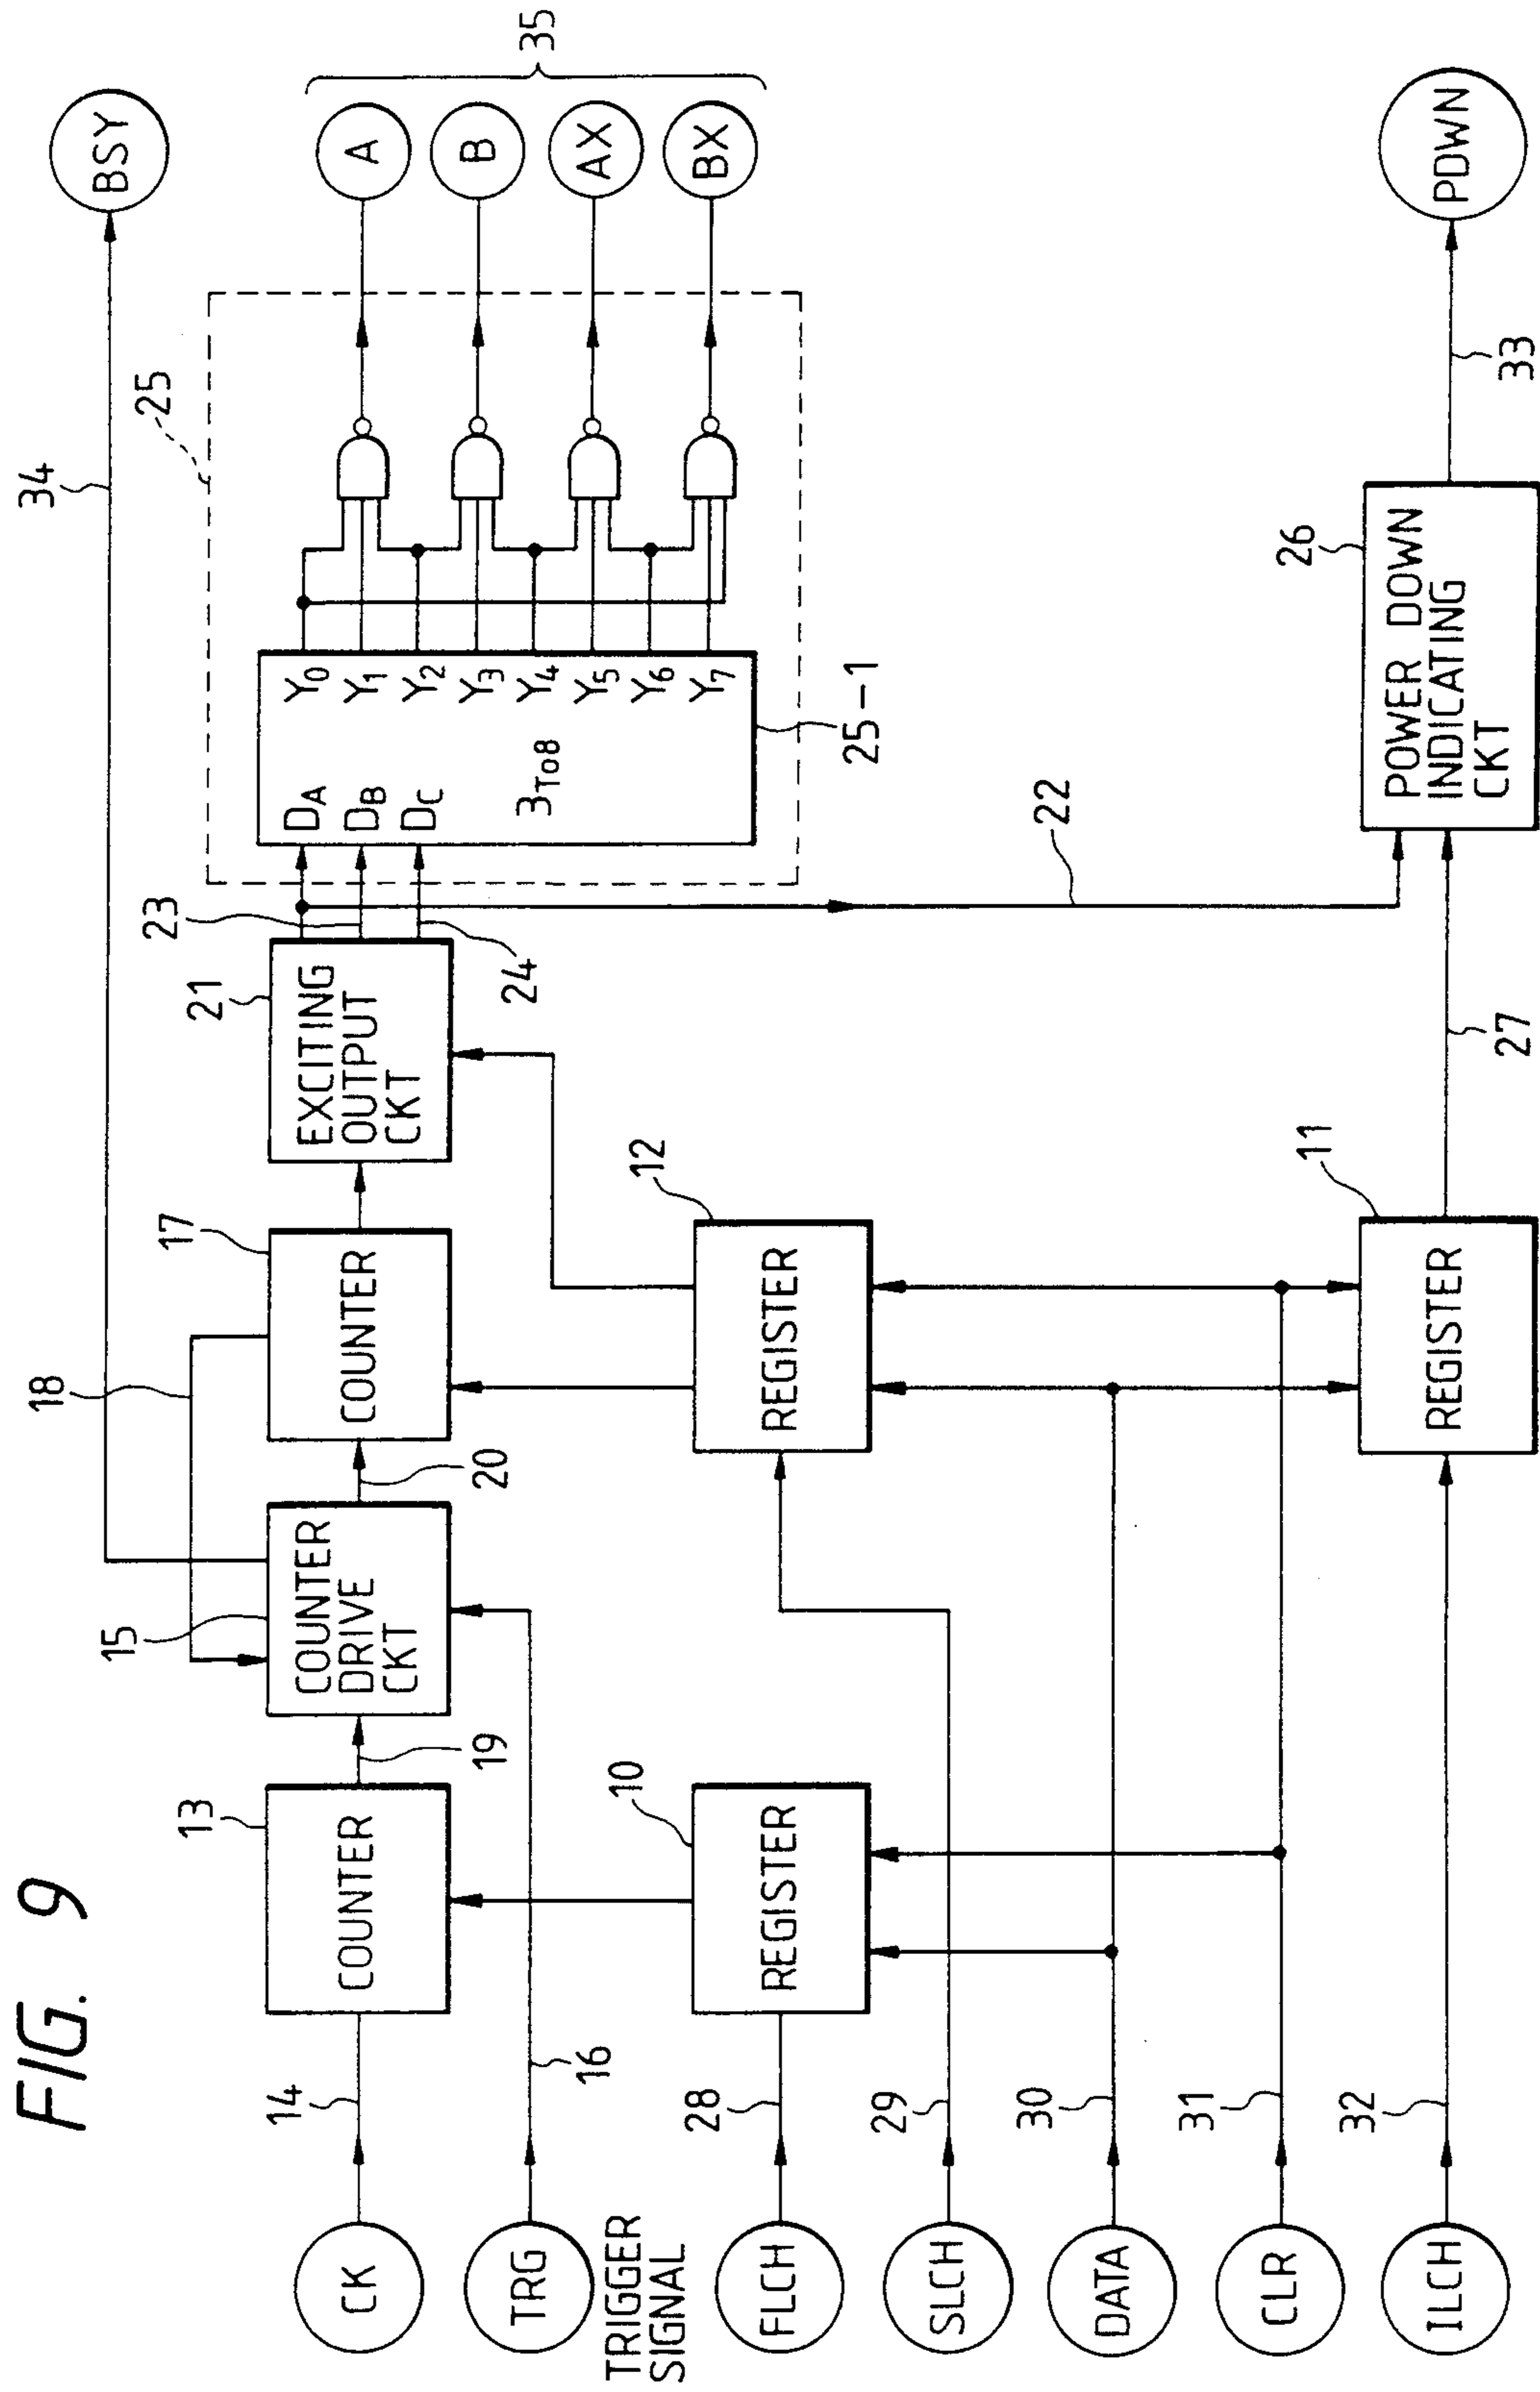 FIG. 9
34
BSY
18
15
17
21
25
35
13
COUNTER
19
COUNTER
DRIVE
CKT
20
COUNTER
EXCITING
OUTPUT
CKT
23
24
DA
DB
DC
3To8
Y0
Y1
Y2
Y3
Y4
Y5
Y6
Y7
25-1
A
B
AX
BX
14
CK
16
TRG
TRIGGER
SIGNAL
10
REGISTER
12
REGISTER
22
28
FLCH
29
SLCH
30
DATA
31
CLR
32
ILCH
11
REGISTER
27
26
POWER DOWN
INDICATING
CKT
33
PDWN